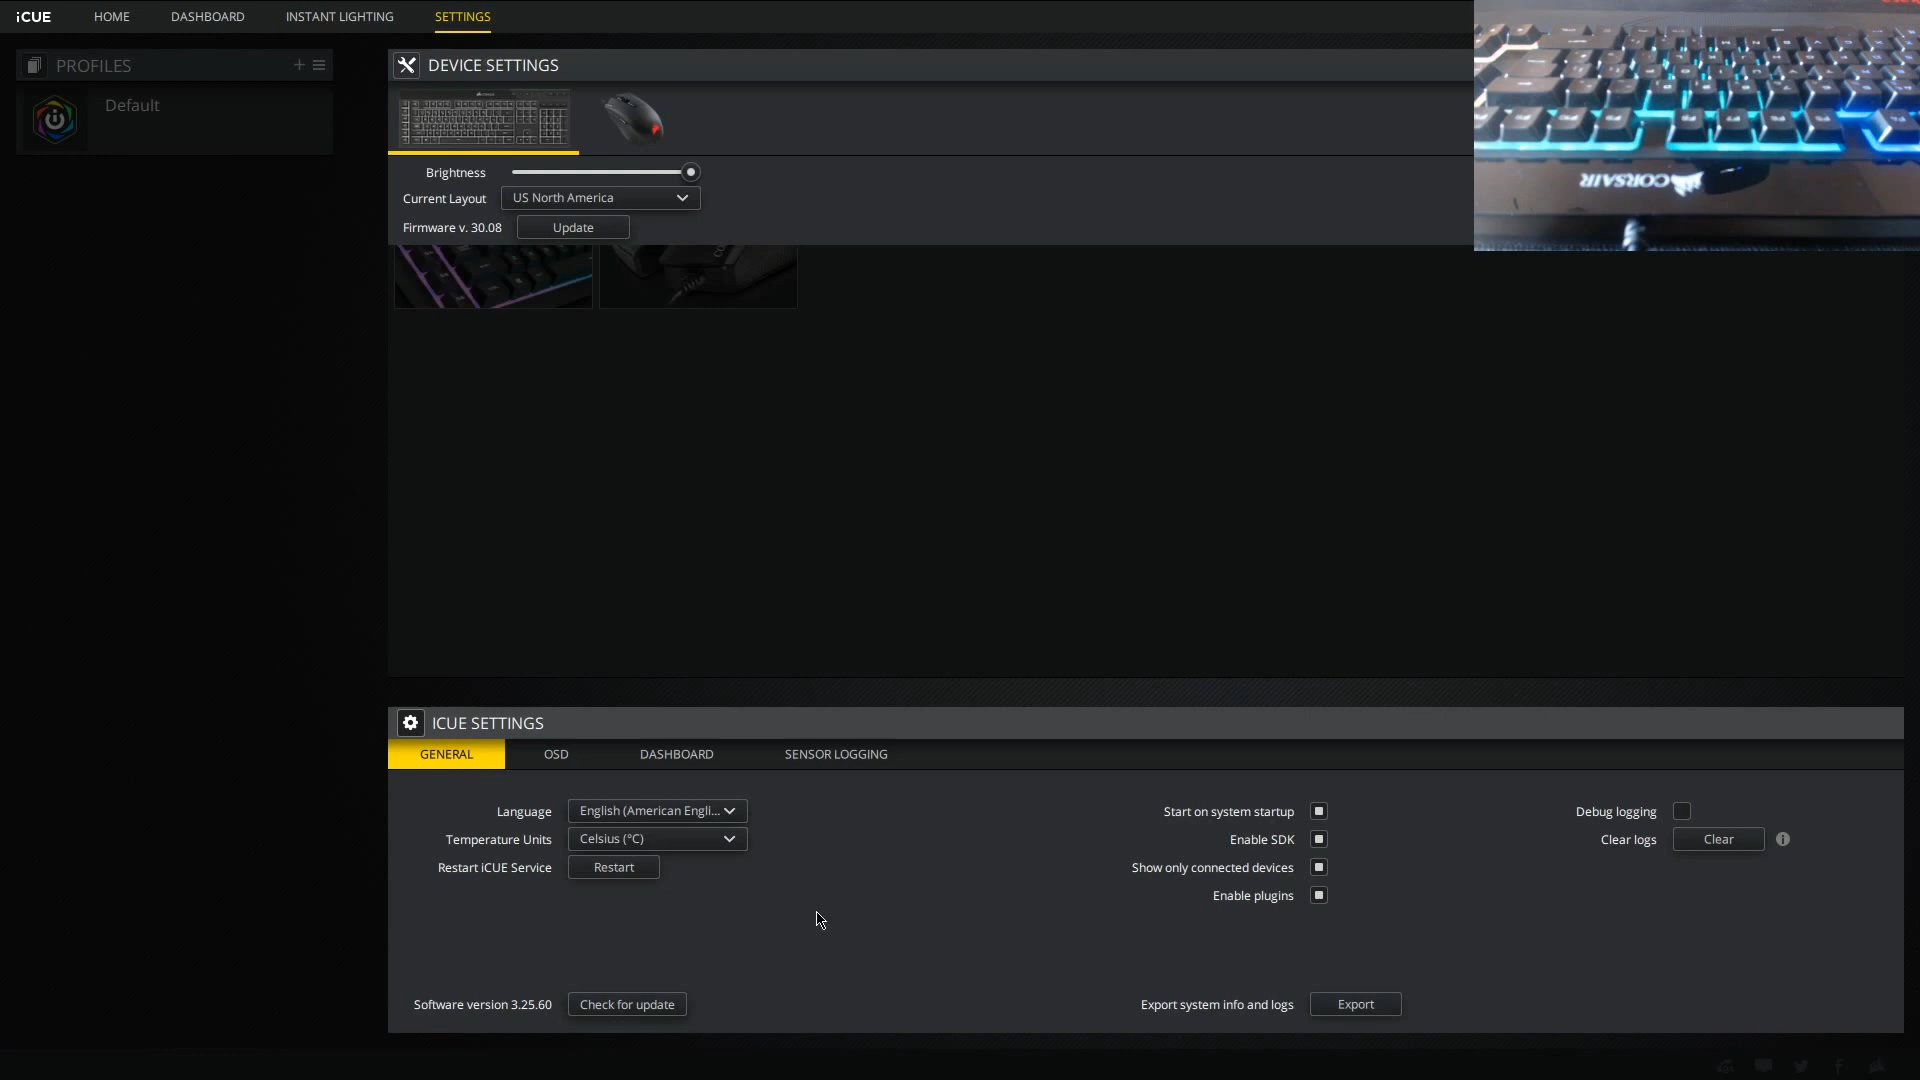 iCUE HOME DASHBOARD INSTANT LIGHTING SETTINGS
PROFILES
Default
DEVICE SETTINGS
Brightness
Current Layout US North America
Firmware v. 30.08 Update
CORSAIR
ICUE SETTINGS
GENERAL OSD DASHBOARD SENSOR LOGGING
Language English (American Engli...
Temperature Units Celsius (°C)
Restart iCUE Service Restart
Start on system startup
Enable SDK
Show only connected devices
Enable plugins
Debug logging
Clear logs Clear
Software version 3.25.60 Check for update
Export system info and logs Export